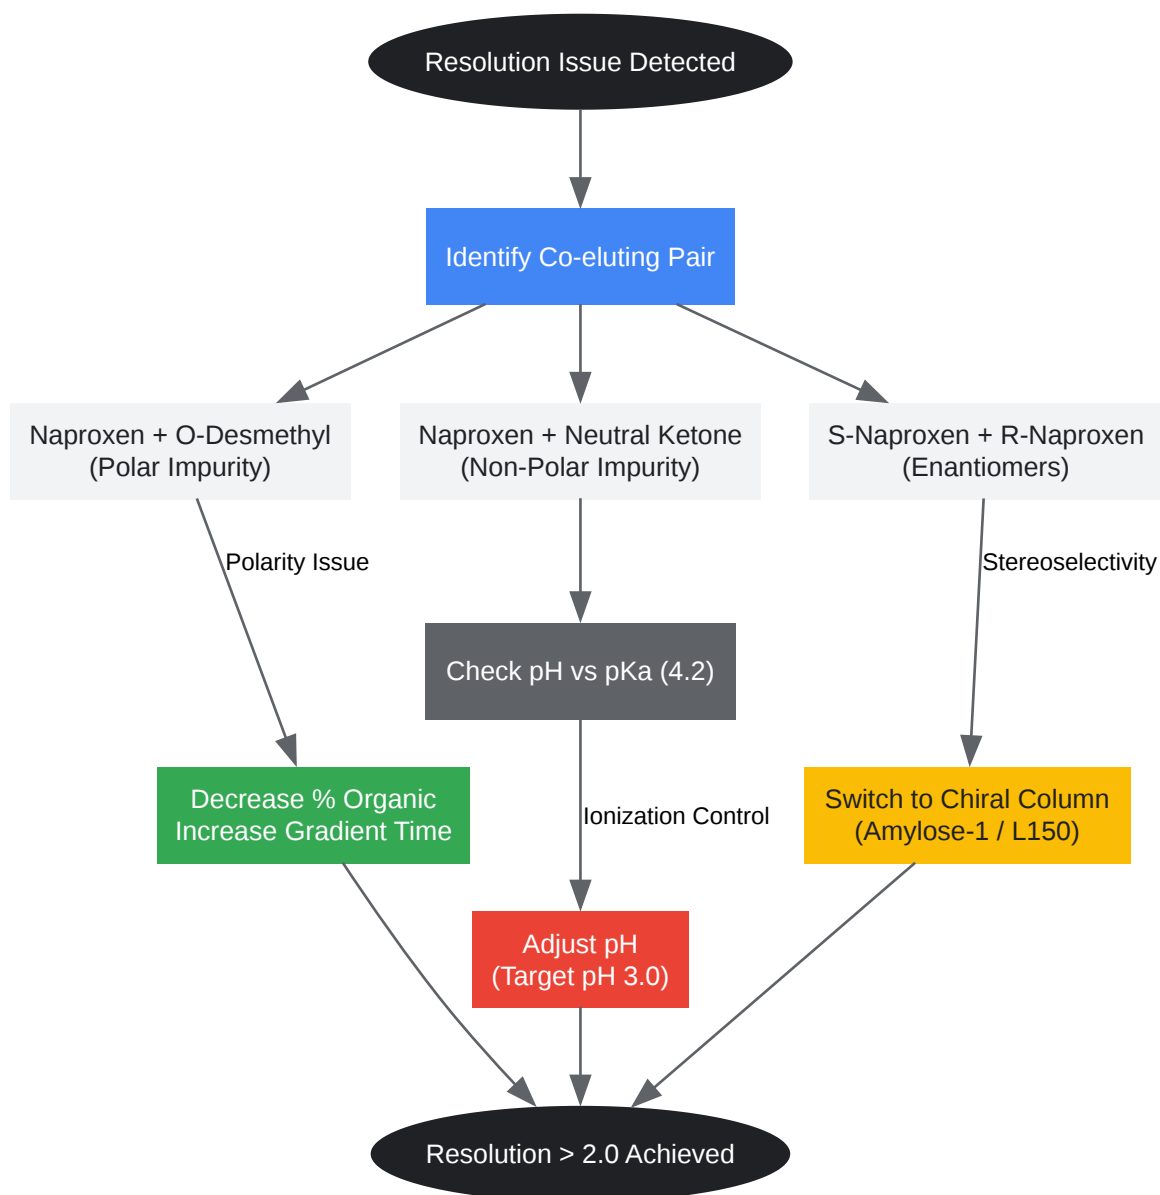 Resolution Issue Detected
Identify Co-eluting Pair
Naproxen + O-Desmethyl
(Polar Impurity)
Naproxen + Neutral Ketone
(Non-Polar Impurity)
S-Naproxen + R-Naproxen
(Enantiomers)
Polarity Issue
Stereoselectivity
Check pH vs pKa (4.2)
Decrease % Organic
Increase Gradient Time
Ionization Control
Switch to Chiral Column
(Amylose-1 / L150)
Adjust pH
(Target pH 3.0)
Resolution > 2.0 Achieved